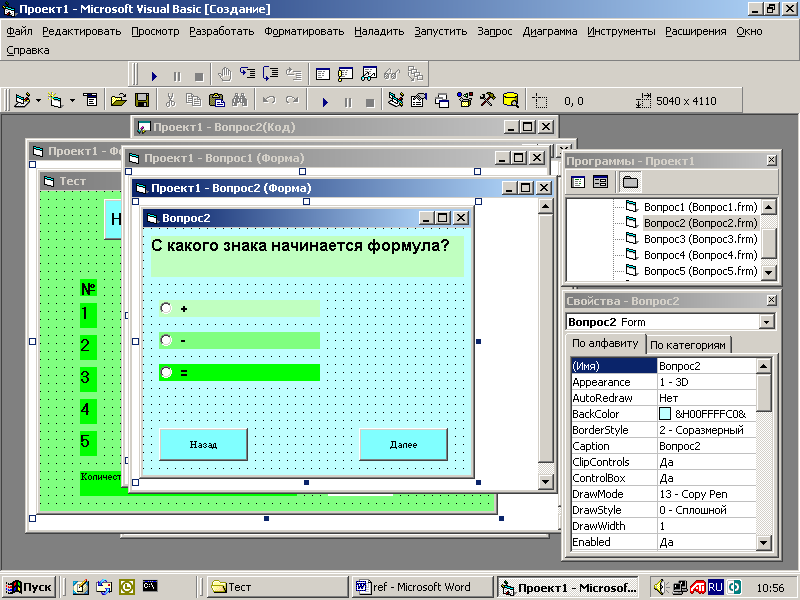 Проект1 - Microsoft Visual Basic [Создание]
Файл Редактировать Просмотр Разработать Форматировать Наладить Запустить Запрос Диаграмма Инструменты Расширения Окно
Справка
0, 0 5040 x 4110
Проект1 - Вопрос2(Код)
Проект1 - Ф
Проект1 - Вопрос1 (Форма)
Тест
Проект1 - Вопрос2 (Форма)
Вопрос2
С какого знака начинается формула?
Н
+
-
=
Назад Далее
№
1
2
3
4
5
Количест
Программы - Проект1
Вопрос1 (Вопрос1.frm)
Вопрос2 (Вопрос2.frm)
Вопрос3 (Вопрос3.frm)
Вопрос4 (Вопрос4.frm)
Вопрос5 (Вопрос5.frm)
Свойства - Вопрос2
Вопрос2 Form
По алфавиту По категориям
(Имя) Вопрос2
Appearance 1 - 3D
AutoRedraw Нет
BackColor &H00FFFFC0&
BorderStyle 2 - Соразмерный
Caption Вопрос2
ClipControls Да
ControlBox Да
DrawMode 13 - Copy Pen
DrawStyle 0 - Сплошной
DrawWidth 1
Enabled Да
Пуск Тест ref - Microsoft Word Проект1 - Microsof... RU 10:56